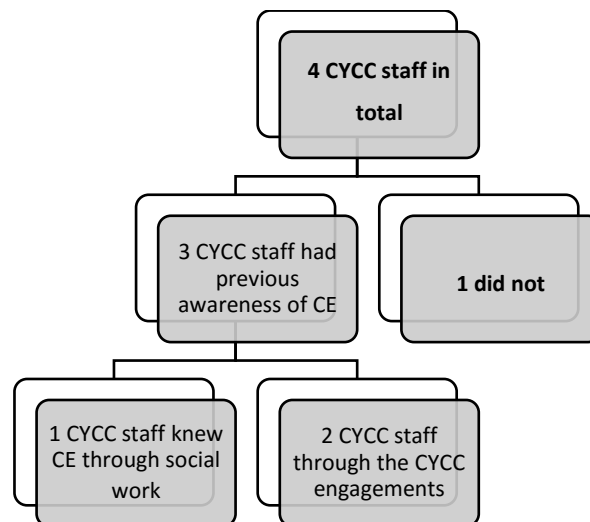 4 CYCC staff in
total
3 CYCC staff had
previous
awareness of CE
1 did not
1 CYCC staff knew
CE through social
work
2 CYCC staff
through the CYCC
engagements